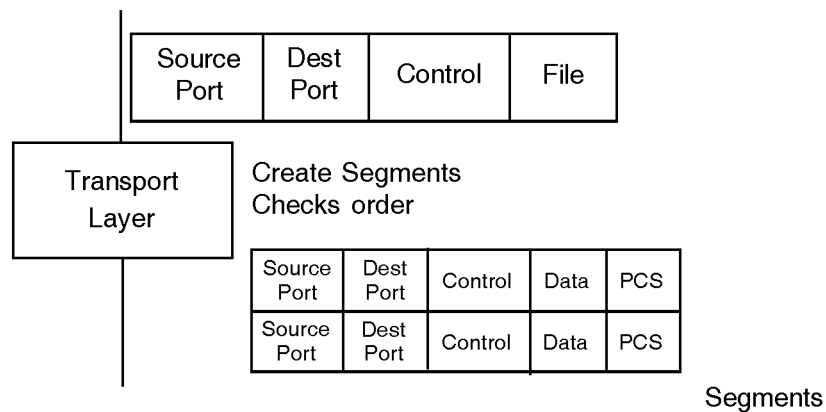 Source Dest Control File
Port Port
Transport
Layer
Create Segments
Checks order
Source Dest Control Data PCS
Port Port
Source Dest Control Data PCS
Port Port
Segments